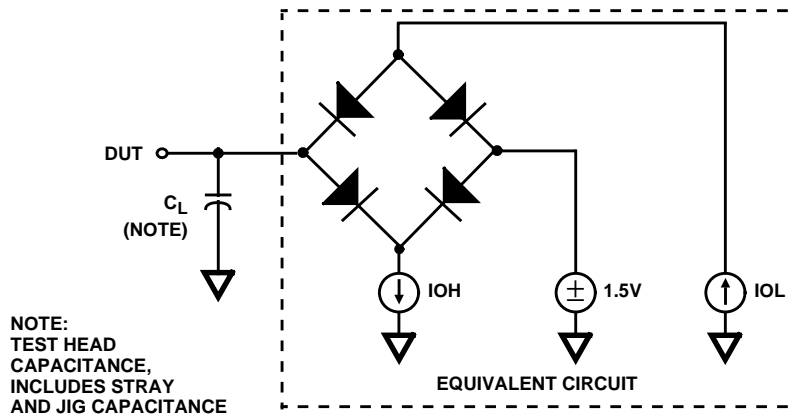 DUT
CL
(NOTE)
IOH
±
1.5V
IOL
NOTE:
TEST HEAD
CAPACITANCE,
INCLUDES STRAY
AND JIG CAPACITANCE
EQUIVALENT CIRCUIT